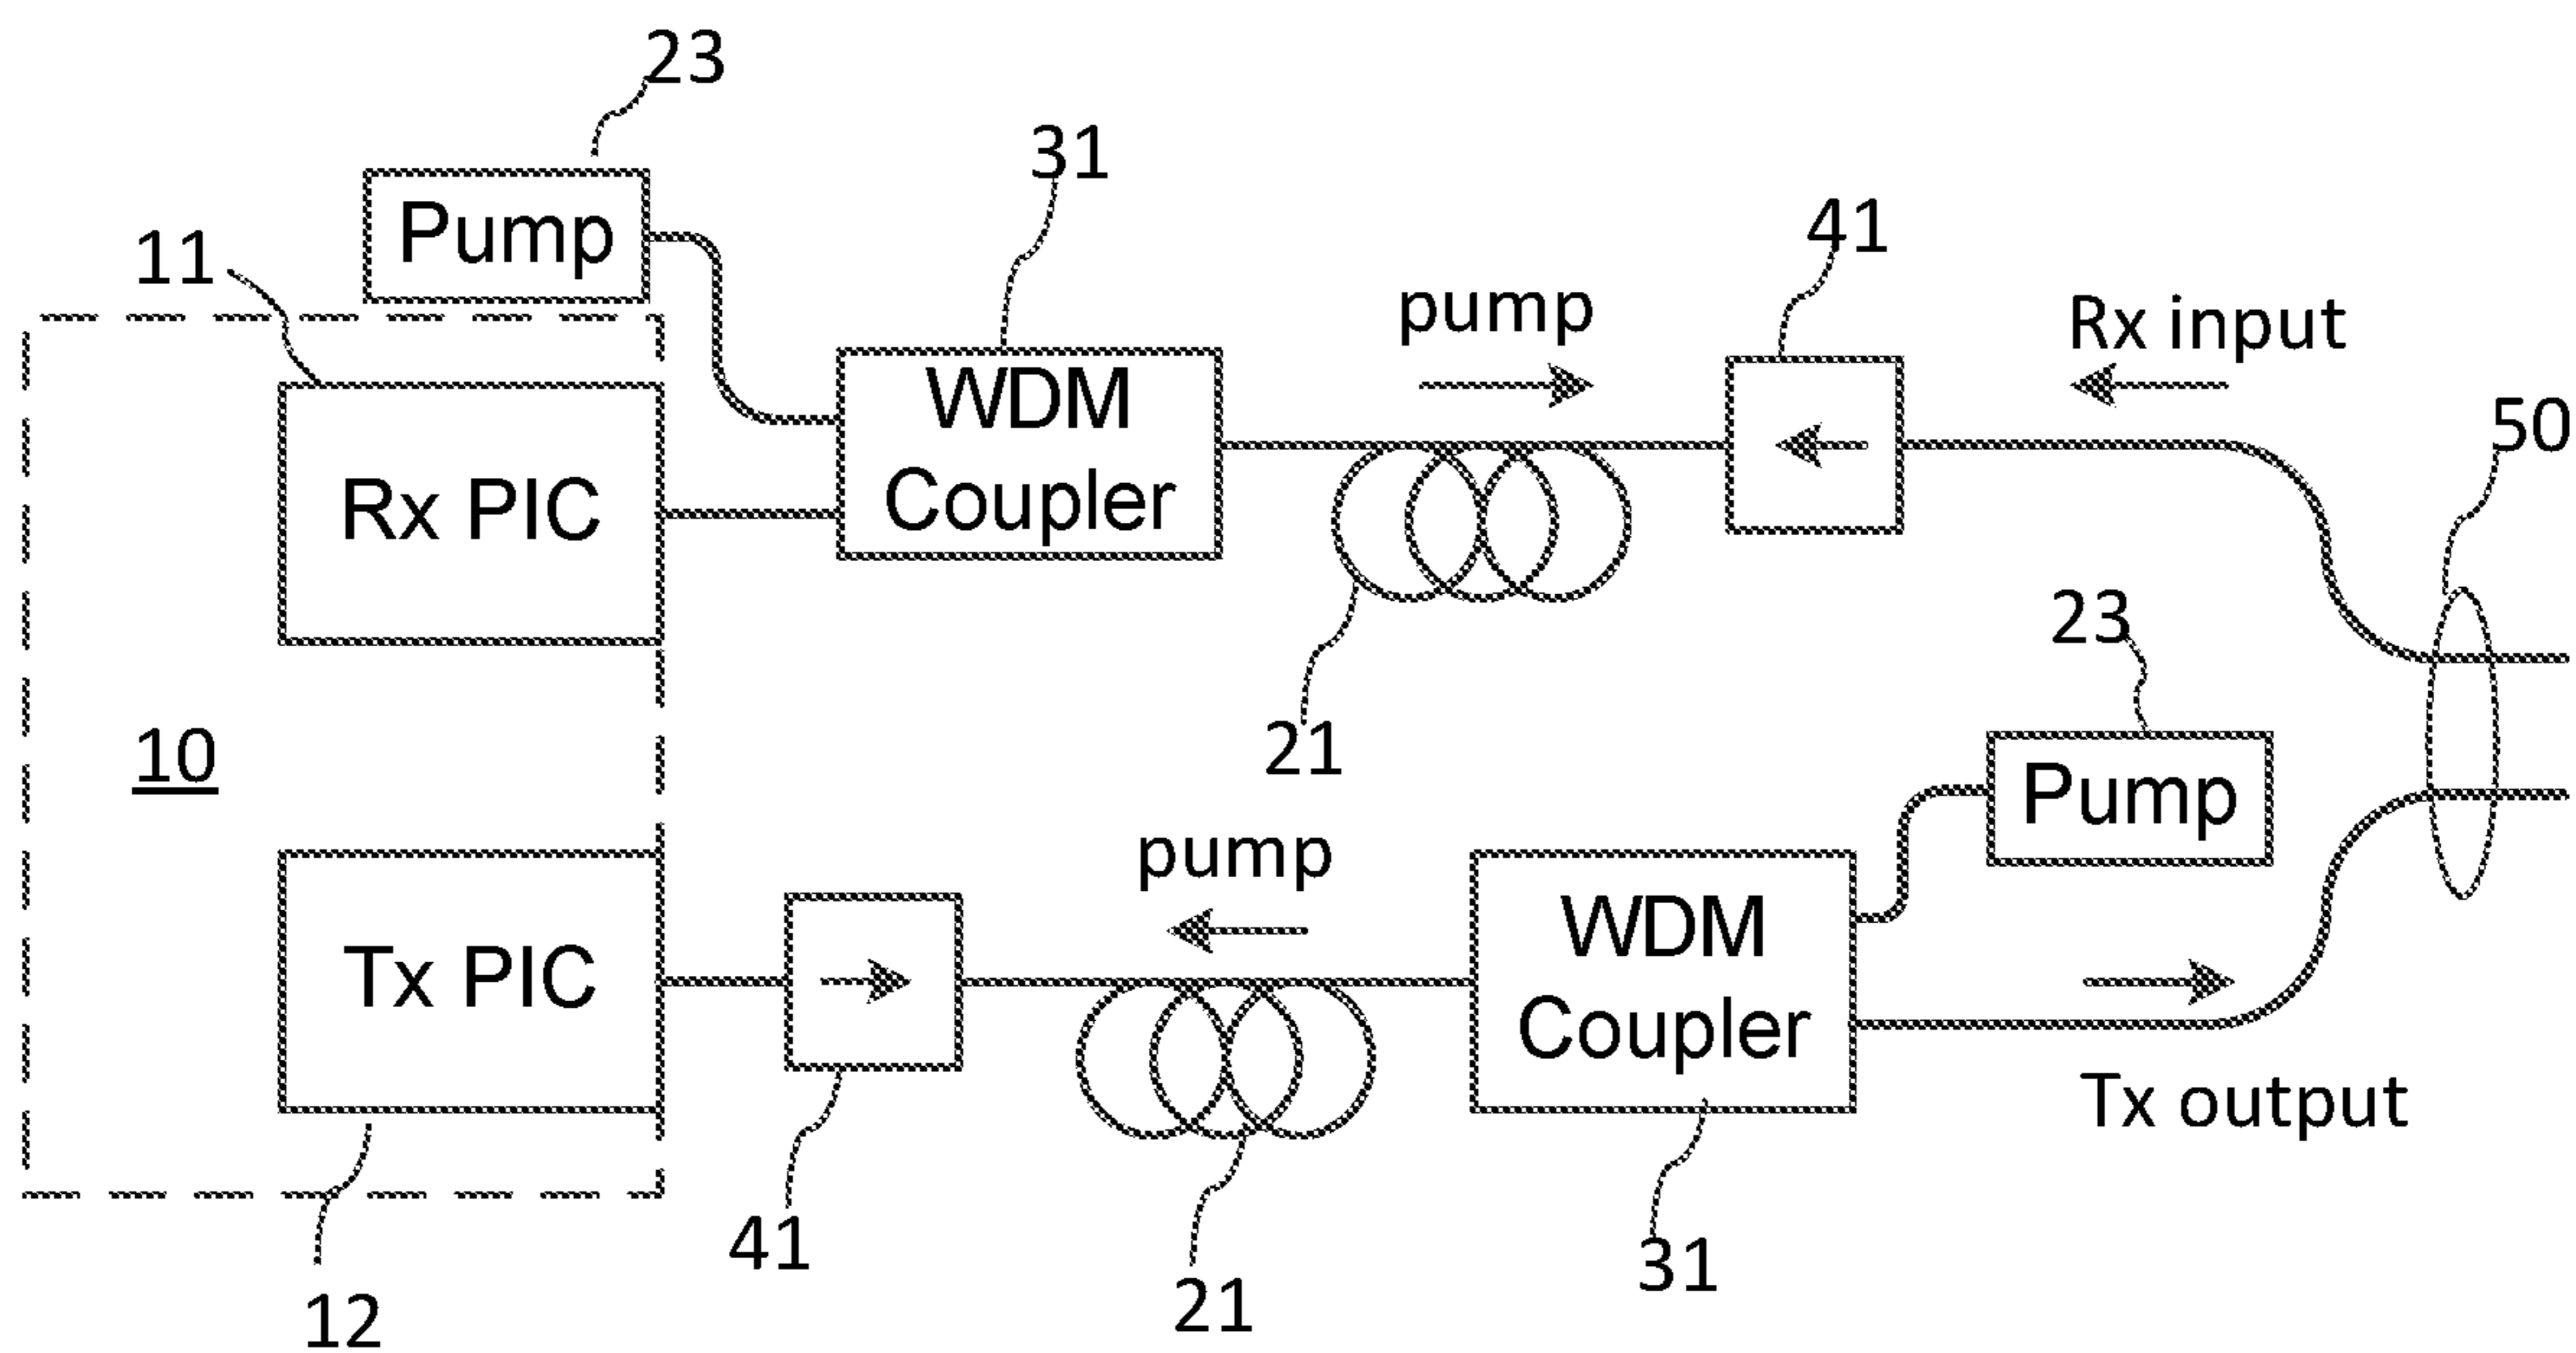 23
31
Pump
41
11
pump
Rx input
WDM
Coupler
50
Rx PIC
23
21
10
Pump
pump
WDM
Coupler
Tx PIC
Tx output
41
31
21
12